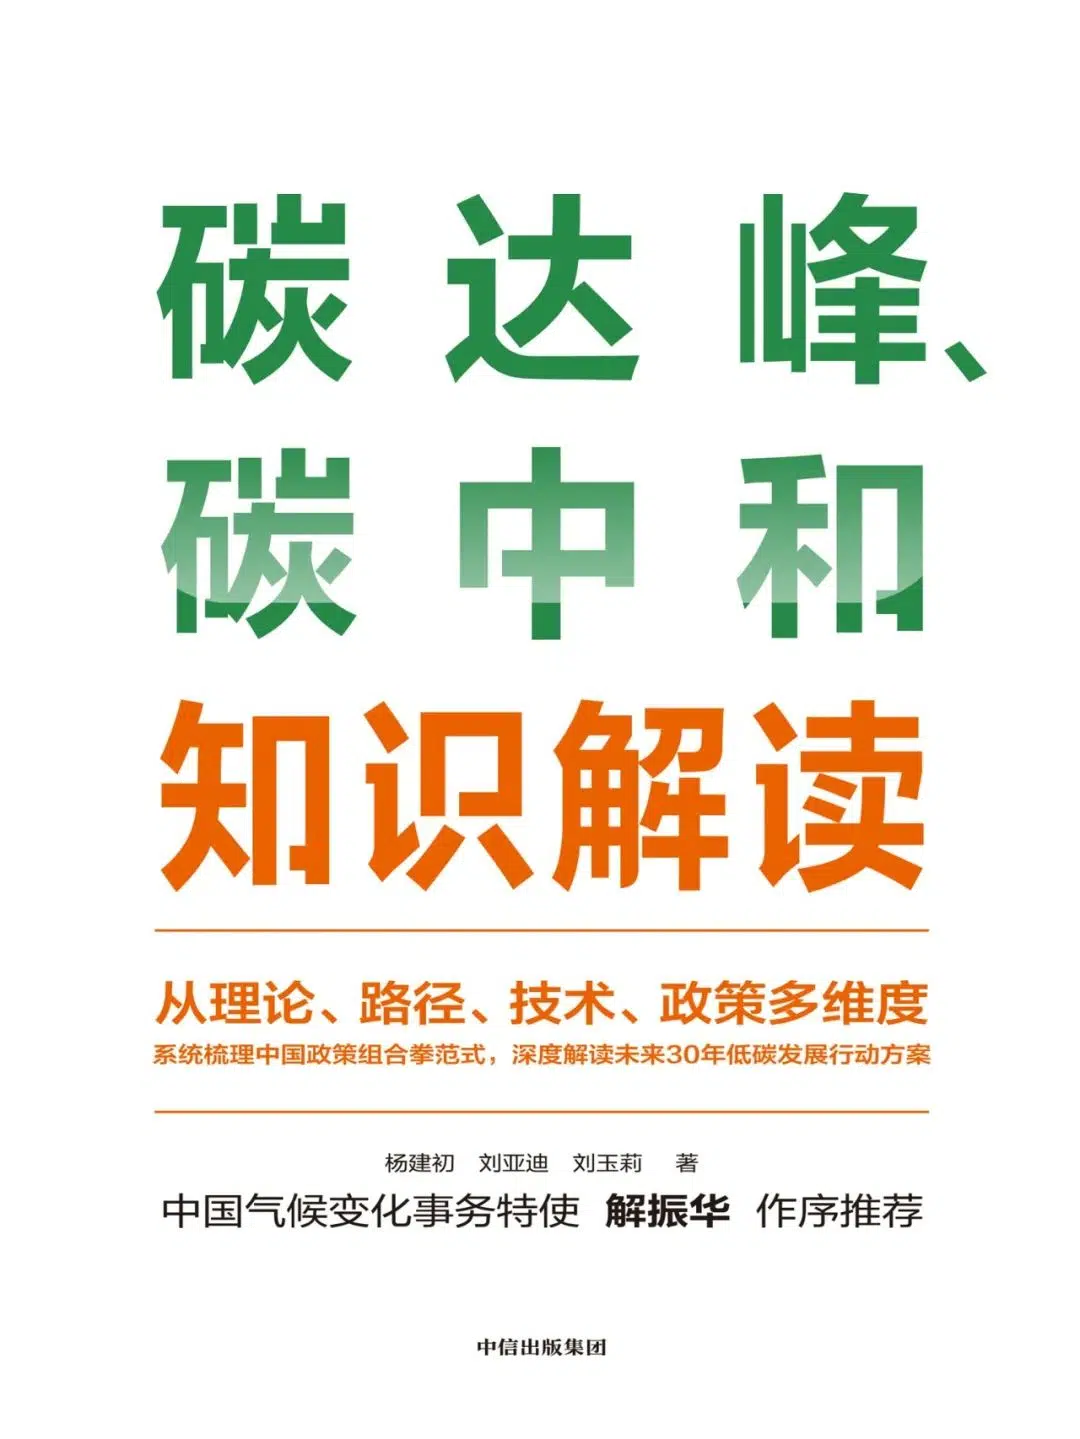 碳达峰、
碳中和
知识解读
从理论、路径、技术、政策多维度
系统梳理中国政策组合拳范式，深度解读未来30年低碳发展行动方案
杨建初 刘亚迪 刘玉莉 著
中国气候变化事务特使 解振华 作序推荐
中信出版集团